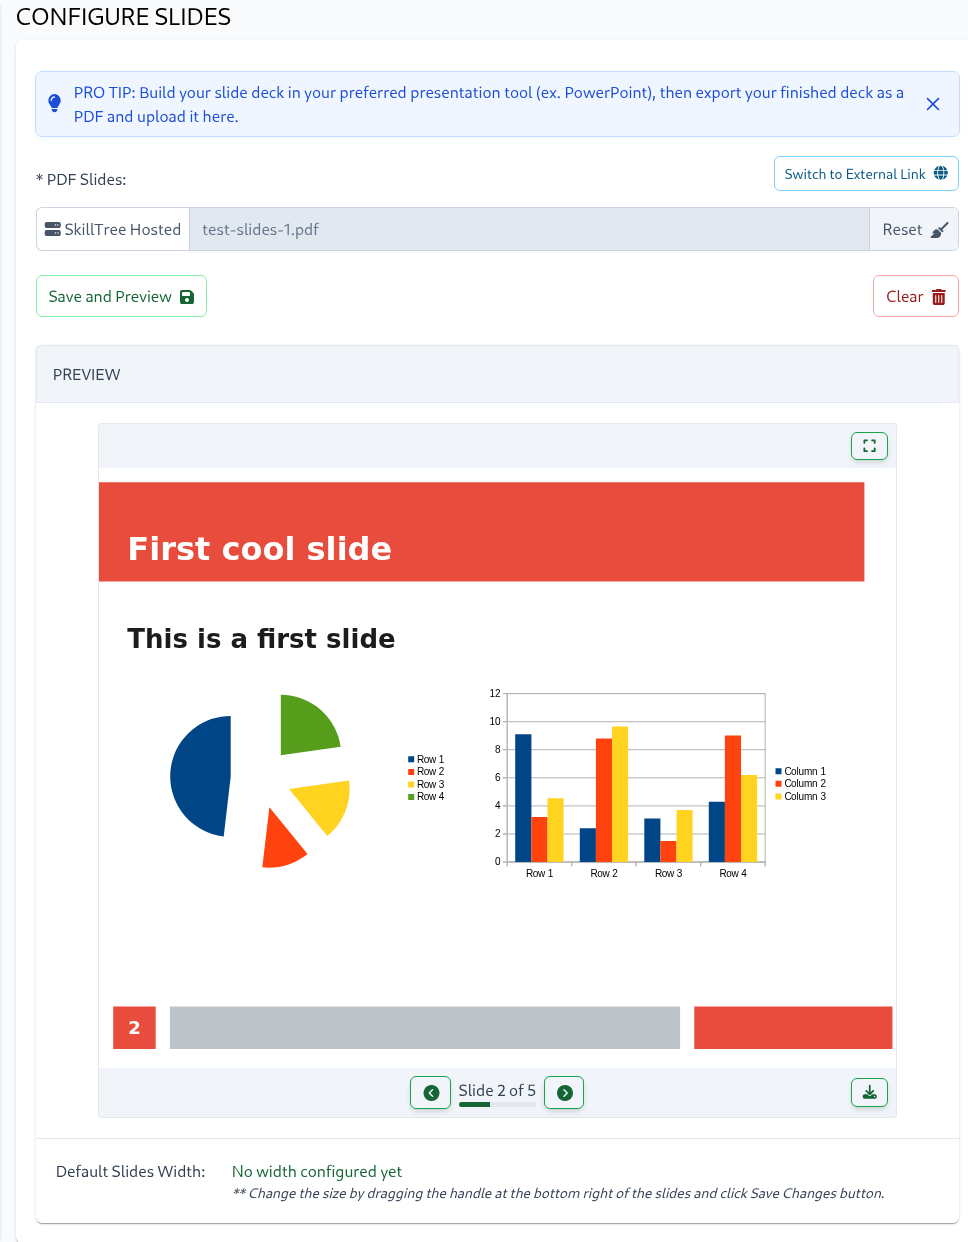 CONFIGURE SLIDES
PRO TIP: Build your slide deck in your preferred presentation tool (ex. PowerPoint), then export your finished deck as a
PDF and upload it here.
* PDF Slides:
Switch to External Link
SkillTree Hosted
test-slides-1.pdf
Reset
Save and Preview
Clear
PREVIEW
First cool slide
This is a first slide
Row 1
Row 2
Row 3
Row 4
12
10
8
6
4
2
0
Row 1 Row 2 Row 3 Row 4
Column 1
Column 2
Column 3
2
Slide 2 of 5
Default Slides Width: No width configured yet
** Change the size by dragging the handle at the bottom right of the slides and click Save Changes button.